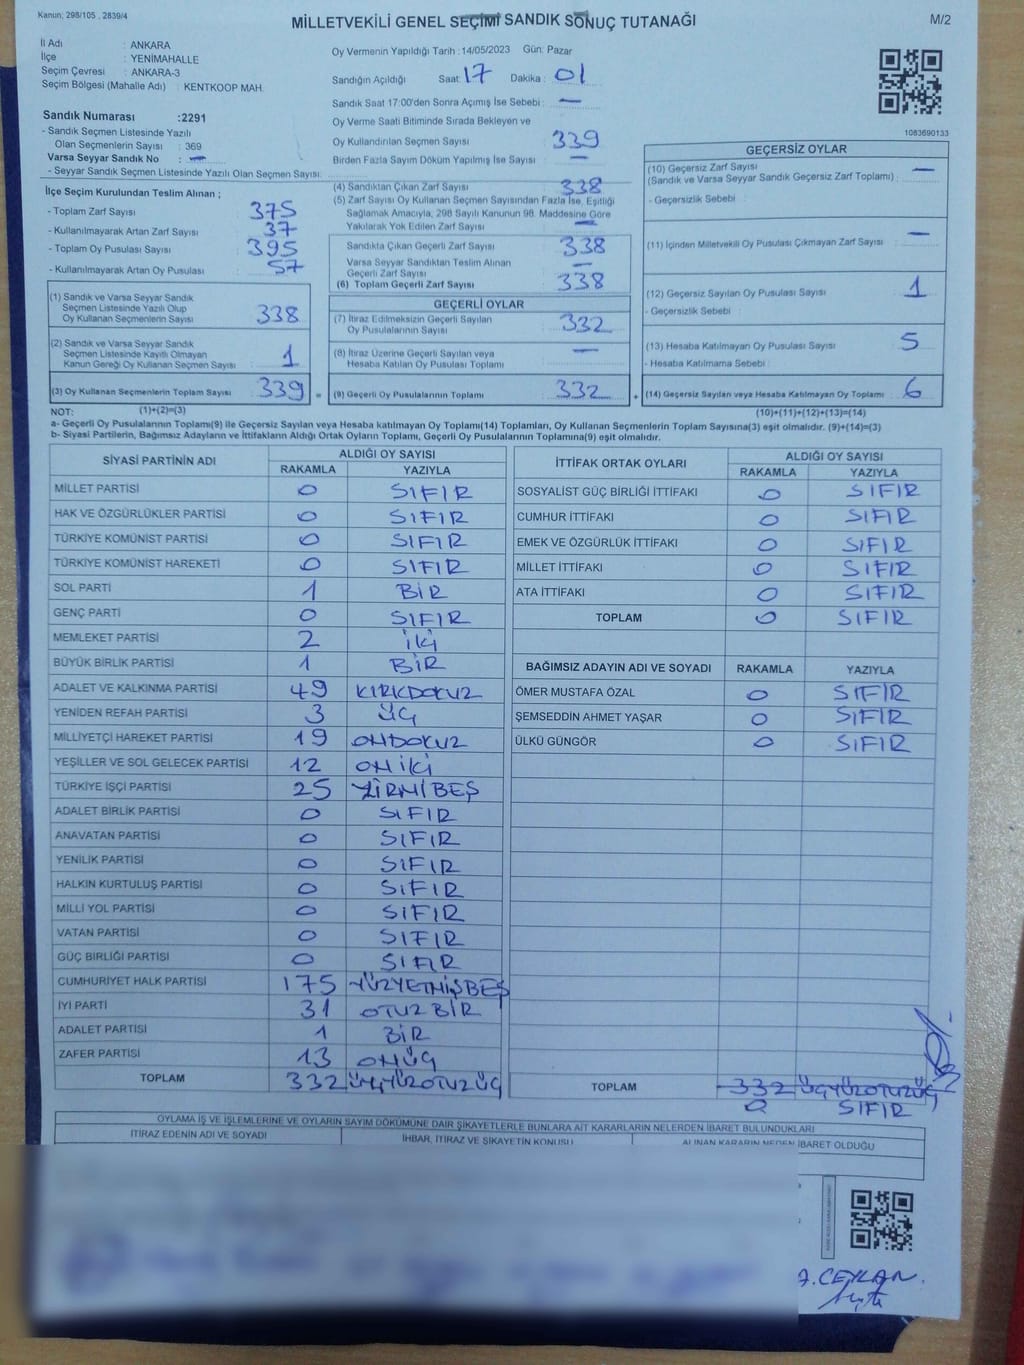 Kanun; 298/105 , 2839/4
MİLLETVEKİLİ GENEL SEÇİMİ SANDIK SONUÇ TUTANAĞI
M/2
İl Adı : ANKARA
İlçe : YENİMAHALLE
Seçim Çevresi : ANKARA-3
Seçim Bölgesi (Mahalle Adı) : KENTKOOP MAH.
Sandık Numarası :2291
- Sandık Seçmen Listesinde Yazılı
Olan Seçmenlerin Sayısı : 369
Varsa Seyyar Sandık No : —
- Seyyar Sandık Seçmen Listesinde Yazılı Olan Seçmen Sayısı:
Oy Vermenin Yapıldığı Tarih : 14/05/2023 Gün: Pazar
Sandığın Açıldığı Saat: 17 Dakika : 01
Sandık Saat 17:00'den Sonra Açımış İse Sebebi : —
Oy Verme Saati Bitiminde Sırada Bekleyen ve
Oy Kullandırılan Seçmen Sayısı : 339
Birden Fazla Sayım Döküm Yapılmış İse Sayısı : —
1083690133
İlçe Seçim Kurulundan Teslim Alınan ;
- Toplam Zarf Sayısı : 375
- Kullanılmayarak Artan Zarf Sayısı : 37
- Toplam Oy Pusulası Sayısı : 395
- Kullanılmayarak Artan Oy Pusulası : 57
(4) Sandıktan Çıkan Zarf Sayısı : 338
(5) Zarf Sayısı Oy Kullanan Seçmen Sayısından Fazla İse, Eşitliği
Sağlamak Amacıyla, 298 Sayılı Kanunun 98. Maddesine Göre
Yakılarak Yok Edilen Zarf Sayısı : —
Sandıkta Çıkan Geçerli Zarf Sayısı : 338
Varsa Seyyar Sandıktan Teslim Alınan
Geçerli Zarf Sayısı : —
(6) Toplam Geçerli Zarf Sayısı : 338
GEÇERSİZ OYLAR
(10) Geçersiz Zarf Sayısı
(Sandık ve Varsa Seyyar Sandık Geçersiz Zarf Toplamı) : —
- Geçersizlik Sebebi :
(11) İçinden Milletvekili Oy Pusulası Çıkmayan Zarf Sayısı : —
(12) Geçersiz Sayılan Oy Pusulası Sayısı : 1
- Geçersizlik Sebebi :
(13) Hesaba Katılmayan Oy Pusulası Sayısı : 5
- Hesaba Katılmama Sebebi :
(14) Geçersiz Sayılan veya Hesaba Katılmayan Oy Toplamı : 6
(1) Sandık ve Varsa Seyyar Sandık
Seçmen Listesinde Yazılı Olup
Oy Kullanan Seçmenlerin Sayısı : 338
(2) Sandık ve Varsa Seyyar Sandık
Seçmen Listesinde Kayıtlı Olmayan
Kanun Gereği Oy Kullanan Seçmen Sayısı : 1
(3) Oy Kullanan Seçmenlerin Toplam Sayısı : 339 =
GEÇERLİ OYLAR
(7) İtiraz Edilmeksizin Geçerli Sayılan
Oy Pusulalarının Sayısı : 332
(8) İtiraz Üzerine Geçerli Sayılan veya
Hesaba Katılan Oy Pusulası Toplamı : —
(9) Geçerli Oy Pusulalarının Toplamı : 332 +
NOT: (1)+(2)=(3) (10)+(11)+(12)+(13)=(14)
a- Geçerli Oy Pusulalarının Toplamı(9) ile Geçersiz Sayılan veya Hesaba katılmayan Oy Toplamı(14) Toplamları, Oy Kullanan Seçmenlerin Toplam Sayısına(3) eşit olmalıdır. (9)+(14)=(3)
b- Siyasi Partilerin, Bağımsız Adayların ve İttifakların Aldığı Ortak Oyların Toplamı, Geçerli Oy Pusulalarının Toplamına(9) eşit olmalıdır.
SİYASİ PARTİNİN ADI ALDIĞI OY SAYISI
RAKAMLA YAZIYLA
MİLLET PARTİSİ 0 SIFIR
HAK VE ÖZGÜRLÜKLER PARTİSİ 0 SIFIR
TÜRKİYE KOMÜNİST PARTİSİ 0 SIFIR
TÜRKİYE KOMÜNİST HAREKETİ 0 SIFIR
SOL PARTİ 1 BİR
GENÇ PARTİ 0 SIFIR
MEMLEKET PARTİSİ 2 İKİ
BÜYÜK BİRLİK PARTİSİ 1 BİR
ADALET VE KALKINMA PARTİSİ 49 KIRKDOKUZ
YENİDEN REFAH PARTİSİ 3 ÜÇ
MİLLİYETÇİ HAREKET PARTİSİ 19 ONDOKUZ
YEŞİLLER VE SOL GELECEK PARTİSİ 12 ONİKİ
TÜRKİYE İŞÇİ PARTİSİ 25 YİRMİBEŞ
ADALET BİRLİK PARTİSİ 0 SIFIR
ANAVATAN PARTİSİ 0 SIFIR
YENİLİK PARTİSİ 0 SIFIR
HALKIN KURTULUŞ PARTİSİ 0 SIFIR
MİLLİ YOL PARTİSİ 0 SIFIR
VATAN PARTİSİ 0 SIFIR
GÜÇ BİRLİĞİ PARTİSİ 0 SIFIR
CUMHURİYET HALK PARTİSİ 175 YÜZYETMİŞBEŞ
İYİ PARTİ 31 OTUZBİR
ADALET PARTİSİ 1 BİR
ZAFER PARTİSİ 13 ONÜÇ
TOPLAM 332 ÜÇYÜZOTUZÜÇ
İTTİFAK ORTAK OYLARI ALDIĞI OY SAYISI
RAKAMLA YAZIYLA
SOSYALİST GÜÇ BİRLİĞİ İTTİFAKI 0 SIFIR
CUMHUR İTTİFAKI 0 SIFIR
EMEK VE ÖZGÜRLÜK İTTİFAKI 0 SIFIR
MİLLET İTTİFAKI 0 SIFIR
ATA İTTİFAKI 0 SIFIR
TOPLAM 0 SIFIR
BAĞIMSIZ ADAYIN ADI VE SOYADI RAKAMLA YAZIYLA
ÖMER MUSTAFA ÖZAL 0 SIFIR
ŞEMSEDDİN AHMET YAŞAR 0 SIFIR
ÜLKÜ GÜNGÖR 0 SIFIR
TOPLAM 332 ÜÇYÜZOTUZÜÇ
0 SIFIR
OYLAMA İŞ VE İŞLEMLERİNE VE OYLARIN SAYIM DÖKÜMÜNE DAİR ŞİKAYETLERLE BUNLARA AİT KARARLARIN NELERDEN İBARET BULUNDUKLARI
İTİRAZ EDENİN ADI VE SOYADI İHBAR, İTİRAZ VE ŞİKAYETİN KONUSU ALINAN KARARIN NEDEN İBARET OLDUĞU
A. CEYLAN.